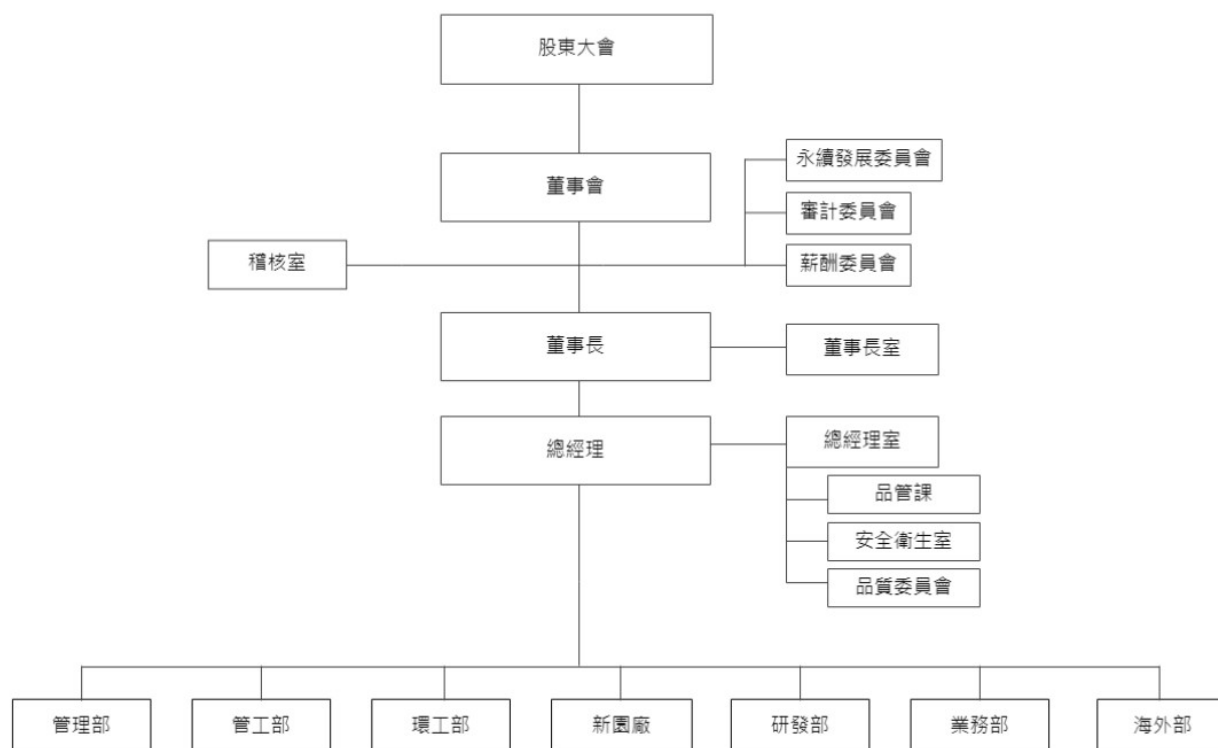 股東大會
董事會
永續發展委員會
審計委員會
稽核室
薪酬委員會
董事長
董事長室
總經理
總經理室
品管課
安全衛生室
品質委員會
管理部
管工部
環工部
新園廠
研發部
業務部
海外部